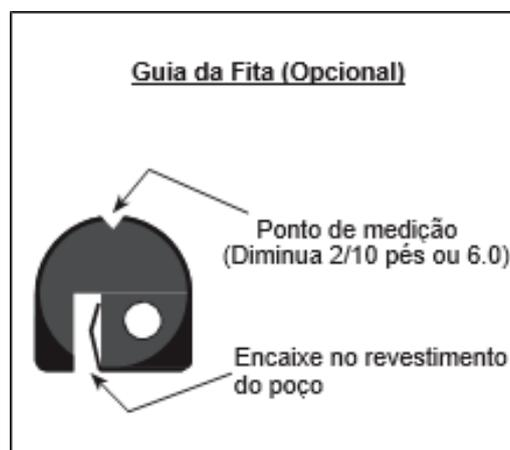 Guia da Fita (Opcional)
Ponto de medição
(Diminua 2/10 pés ou 6.0)
Encaixe no revestimento
do poço